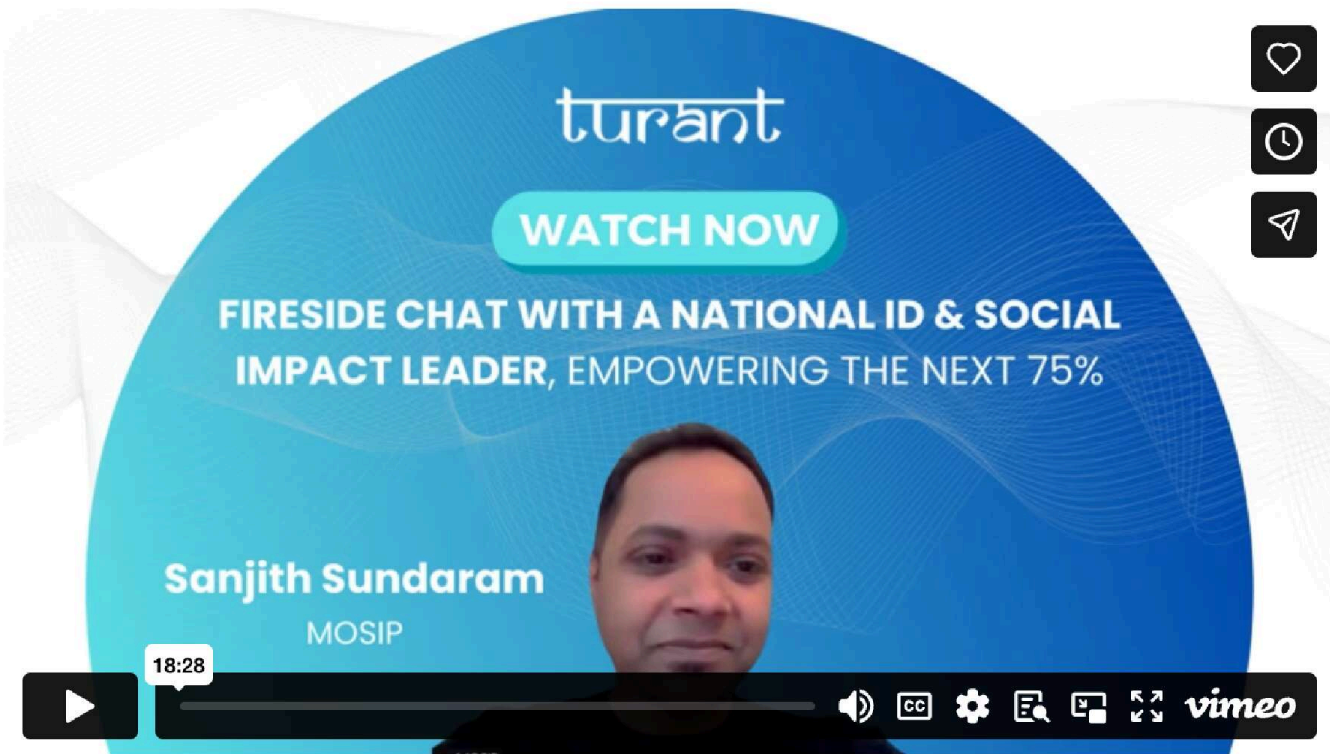 turant
WATCH NOW
FIRESIDE CHAT WITH A NATIONAL ID & SOCIAL
IMPACT LEADER, EMPOWERING THE NEXT 75%
Sanjith Sundaram
MOSIP
18:28
CC
vimeo